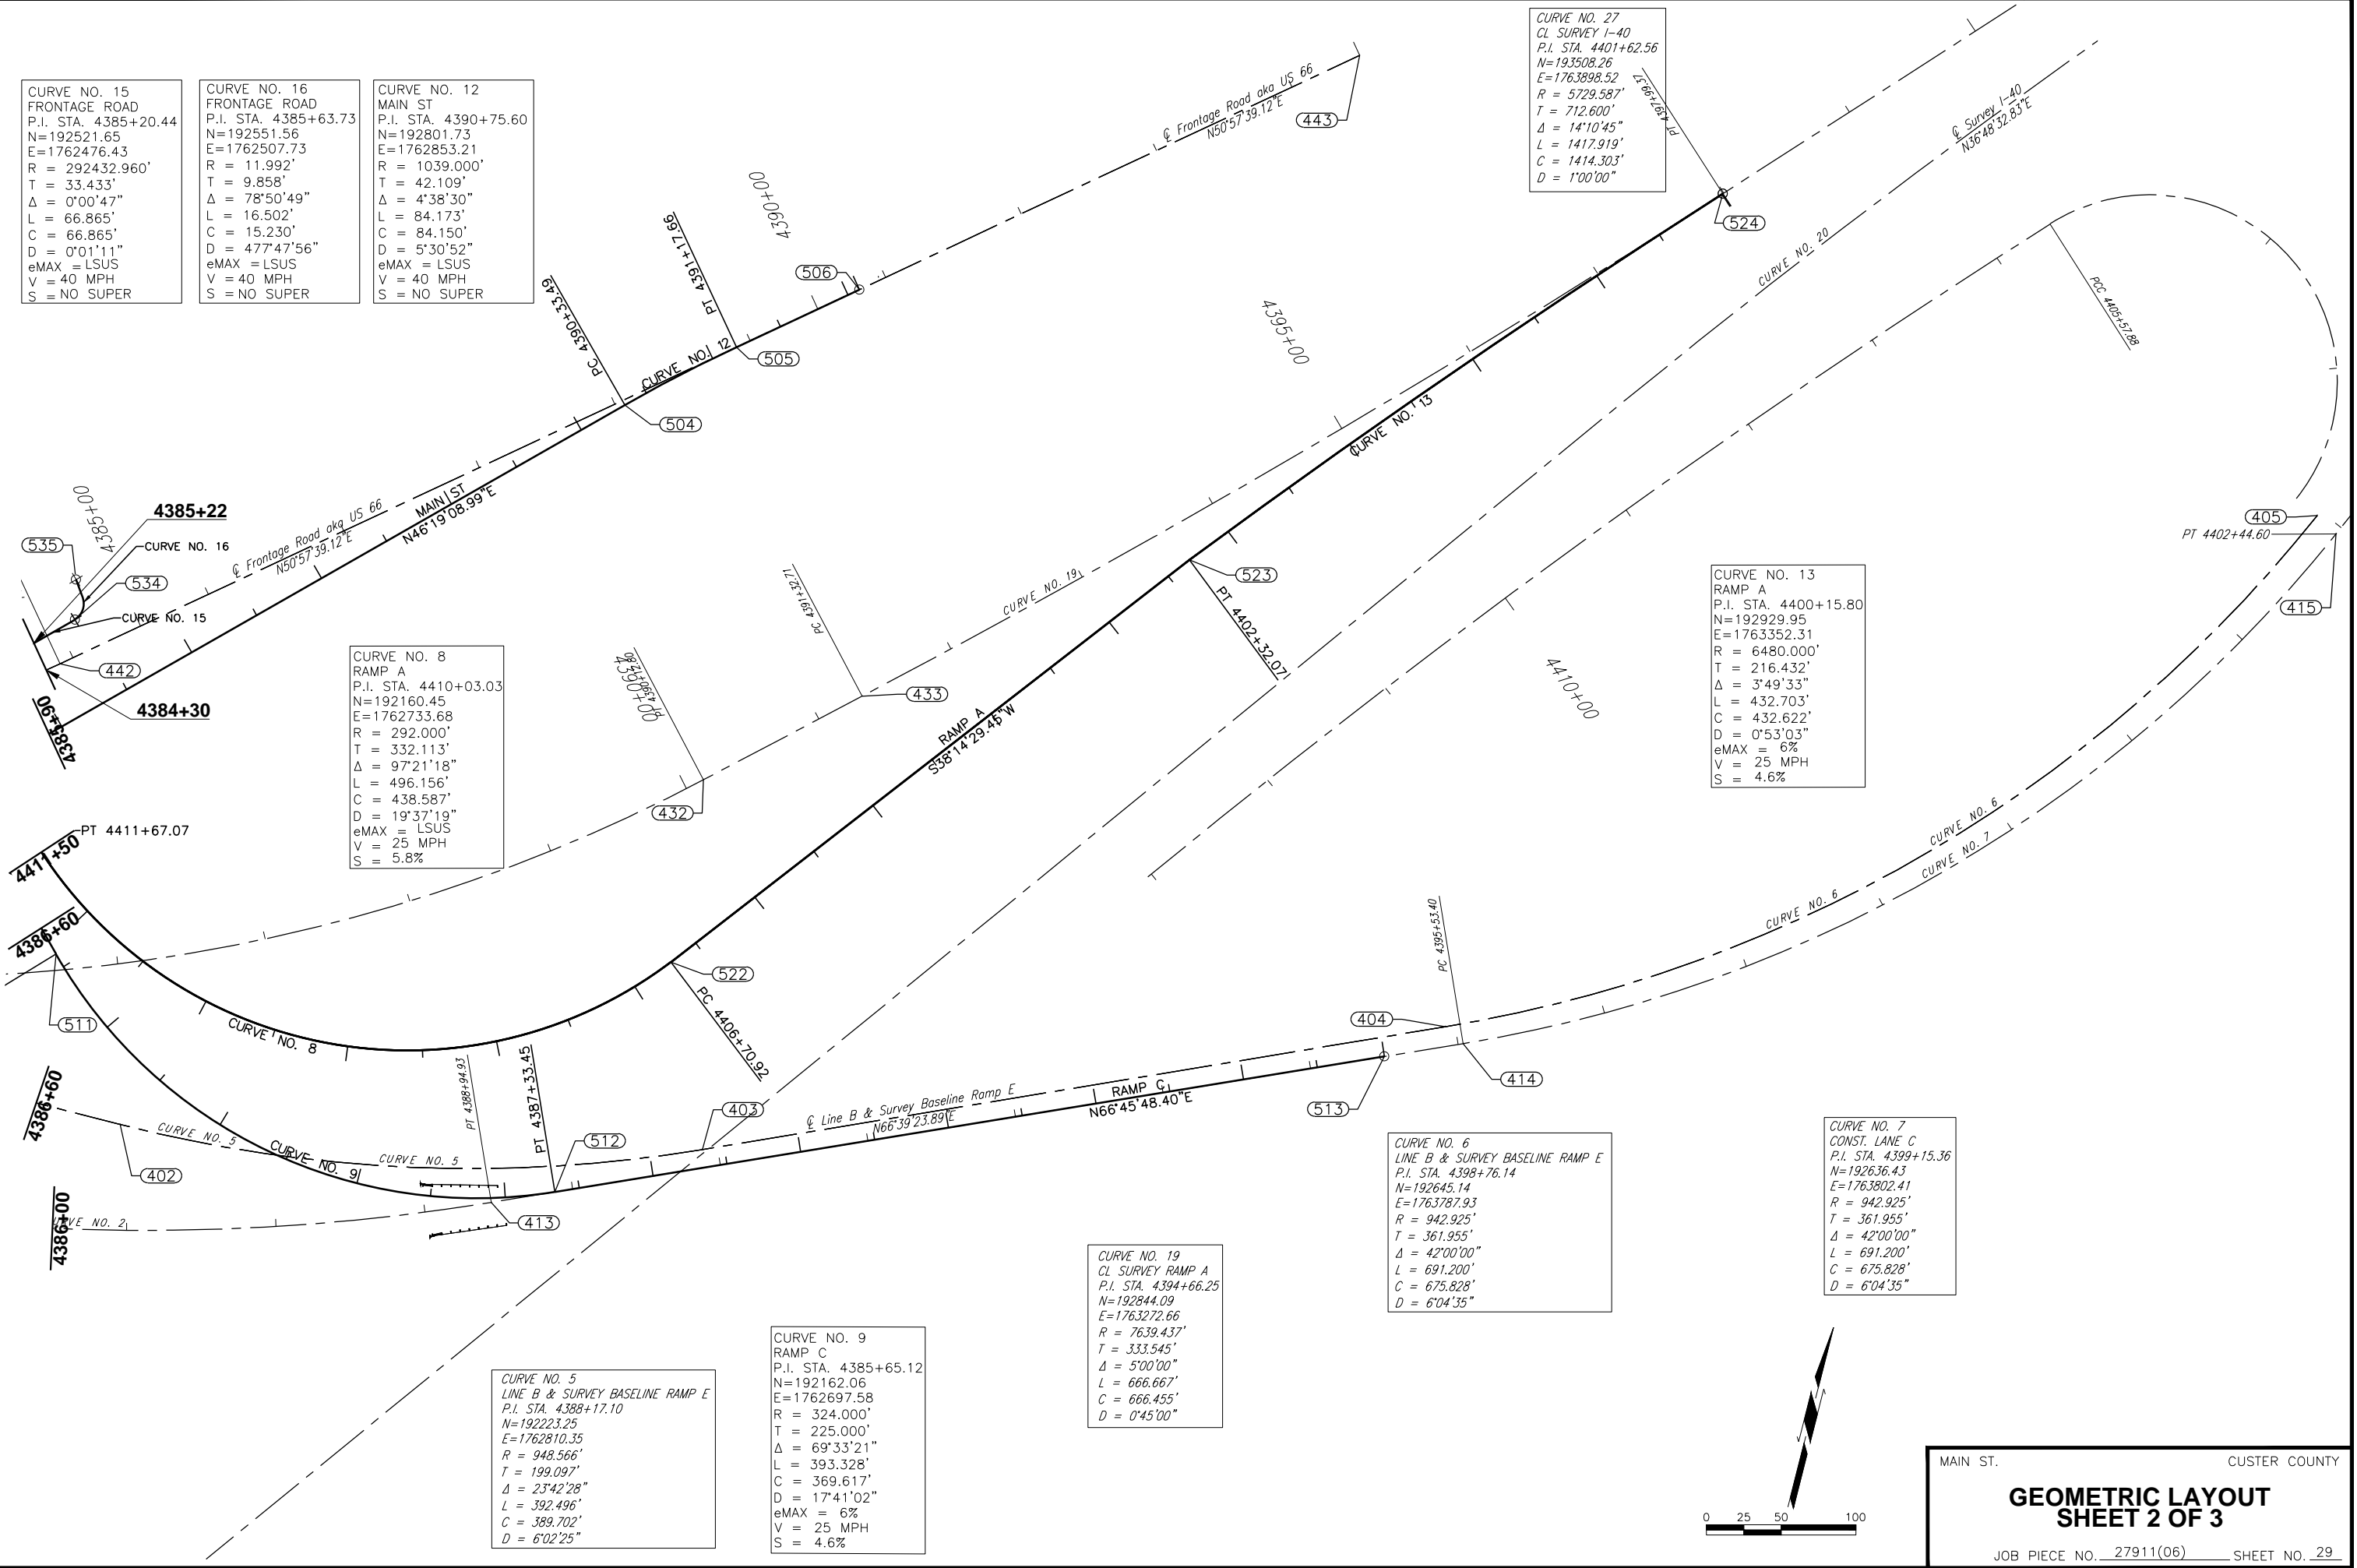 CURVE NO. 15
FRONTAGE ROAD
P.I. STA. 4385+20.44
N=192521.65
E=1762476.43
R = 292432.960'
T = 33.433'
Δ = 0°00'47"
L = 66.865'
C = 66.865'
D = 0°01'11"
eMAX = LSUS
V = 40 MPH
S = NO SUPER
CURVE NO. 16
FRONTAGE ROAD
P.I. STA. 4385+63.73
N=192551.56
E=1762507.73
R = 11.992'
T = 9.858'
Δ = 78°50'49"
L = 16.502'
C = 15.230'
D = 477°47'56"
eMAX = LSUS
V = 40 MPH
S = NO SUPER
CURVE NO. 12
MAIN ST
P.I. STA. 4390+75.60
N=192801.73
E=1762853.21
R = 1039.000'
T = 42.109'
Δ = 4°38'30"
L = 84.173'
C = 84.150'
D = 5°30'52"
eMAX = LSUS
V = 40 MPH
S = NO SUPER
CURVE NO. 27
CL SURVEY I-40
P.I. STA. 4401+62.56
N=193508.26
E=1763898.52
R = 5729.587'
T = 712.600'
Δ = 14°10'45"
L = 1417.919'
C = 1414.303'
D = 1°00'00"
PT 4397+99.37
℄ Frontage Road aka US 66
N50°57'39.12"E
443
℄ Survey I-40
N36°48'32.83"E
524
4390+00
PT 4391+17.66
506
PC 4390+33.49
CURVE NO. 12
505
504
4395+00
CURVE NO. 20
PCC 4405+57.88
CURVE NO. 13
4385+00
4385+22
535
CURVE NO. 16
534
CURVE NO. 15
℄ Frontage Road aka US 66
N50°57'39.12"E
MAIN ST
N46°19'08.99"E
442
4384+30
4385+90
405
PT 4402+44.60
415
523
PT 4402+32.07
CURVE NO. 19
PC 4391+32.71
CURVE NO. 13
RAMP A
P.I. STA. 4400+15.80
N=192929.95
E=1763352.31
R = 6480.000'
T = 216.432'
Δ = 3°49'33"
L = 432.703'
C = 432.622'
D = 0°53'03"
eMAX = 6%
V = 25 MPH
S = 4.6%
CURVE NO. 8
RAMP A
P.I. STA. 4410+03.03
N=192160.45
E=1762733.68
R = 292.000'
T = 332.113'
Δ = 97°21'18"
L = 496.156'
C = 438.587'
D = 19°37'19"
eMAX = LSUS
V = 25 MPH
S = 5.8%
4390+00
433
432
RAMP A
S38°14'29.45"W
4410+00
PT 4411+67.07
4411+50
4386+60
511
CURVE NO. 8
522
PC 4406+70.92
CURVE NO. 6
CURVE NO. 7
CURVE NO. 6
PC 4395+53.40
404
414
513
4386+60
CURVE NO. 5
402
CURVE NO. 9
CURVE NO. 5
PT 4388+94.93
PT 4387+33.45
512
403
℄ Line B & Survey Baseline Ramp E
N66°39'23.89"E
RAMP C
N66°45'48.40"E
4386+00
NO. 2
413
CURVE NO. 6
LINE B & SURVEY BASELINE RAMP E
P.I. STA. 4398+76.14
N=192645.14
E=1763787.93
R = 942.925'
T = 361.955'
Δ = 42°00'00"
L = 691.200'
C = 675.828'
D = 6°04'35"
CURVE NO. 7
CONST. LANE C
P.I. STA. 4399+15.36
N=192636.43
E=1763802.41
R = 942.925'
T = 361.955'
Δ = 42°00'00"
L = 691.200'
C = 675.828'
D = 6°04'35"
CURVE NO. 19
CL SURVEY RAMP A
P.I. STA. 4394+66.25
N=192844.09
E=1763272.66
R = 7639.437'
T = 333.545'
Δ = 5°00'00"
L = 666.667'
C = 666.455'
D = 0°45'00"
CURVE NO. 9
RAMP C
P.I. STA. 4385+65.12
N=192162.06
E=1762697.58
R = 324.000'
T = 225.000'
Δ = 69°33'21"
L = 393.328'
C = 369.617'
D = 17°41'02"
eMAX = 6%
V = 25 MPH
S = 4.6%
CURVE NO. 5
LINE B & SURVEY BASELINE RAMP E
P.I. STA. 4388+17.10
N=192223.25
E=1762810.35
R = 948.566'
T = 199.097'
Δ = 23°42'28"
L = 392.496'
C = 389.702'
D = 6°02'25"
0 25 50 100
MAIN ST. CUSTER COUNTY
GEOMETRIC LAYOUT
SHEET 2 OF 3
JOB PIECE NO. 27911(06) SHEET NO. 29